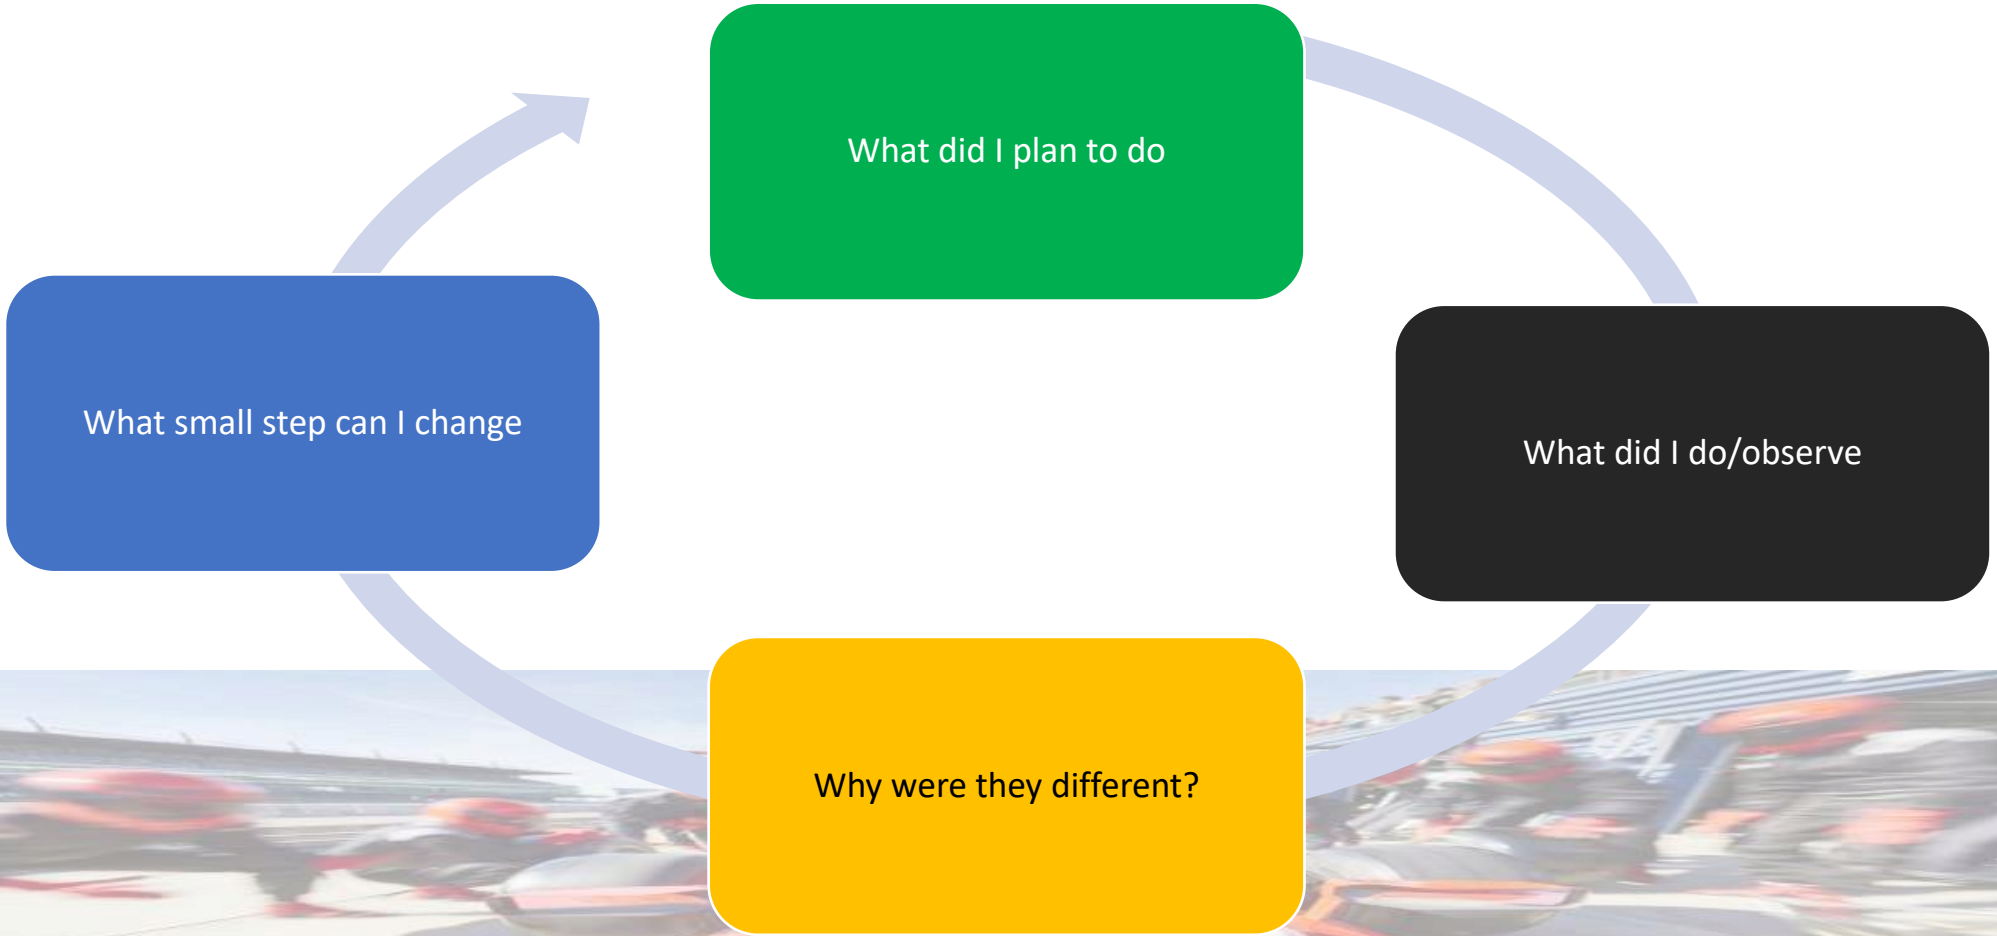 What did I plan to do
What did I do/observe
Why were they different?
What small step can I change